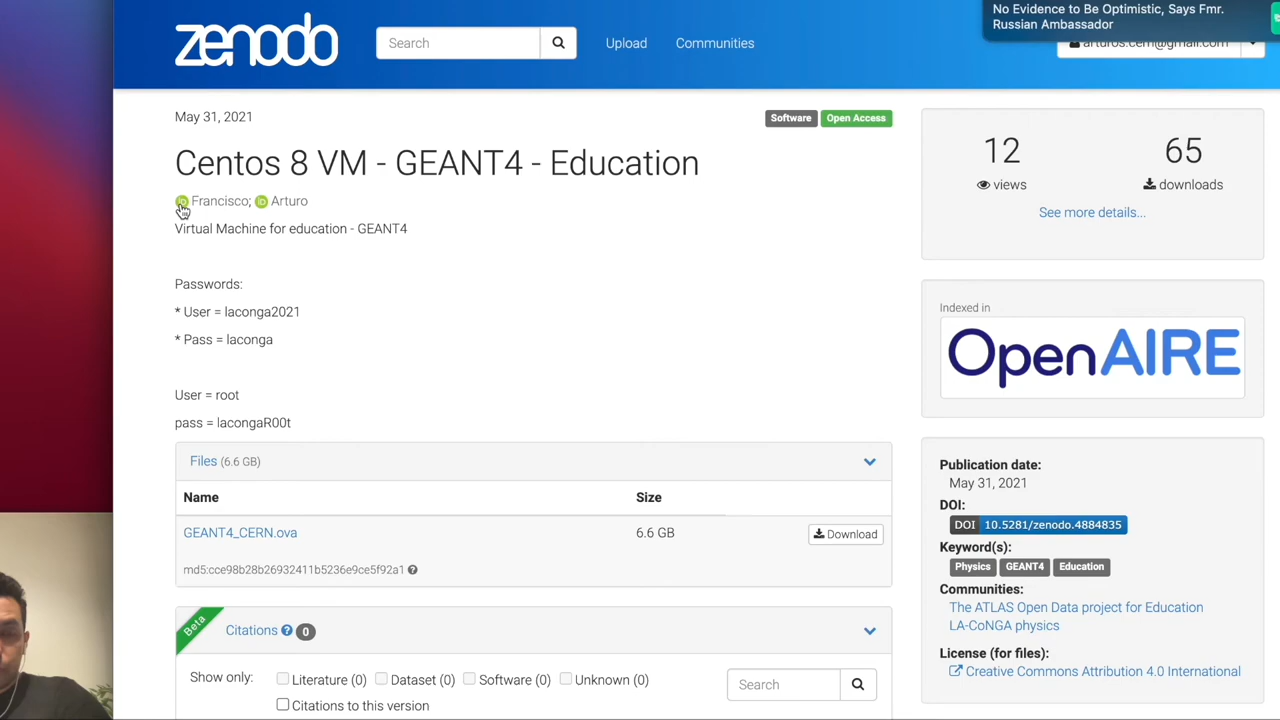 No Evidence to Be Optimistic, Says Fmr.
Russian Ambassador
zenodo
Search
Upload
Communities
arturos.cern@gmail.com
May 31, 2021
Software
Open Access
Centos 8 VM - GEANT4 - Education
Francisco; Arturo
Virtual Machine for education - GEANT4
Passwords:
* User = laconga2021
* Pass = laconga
User = root
pass = lacongaR00t
Files (6.6 GB)
Name Size
GEANT4_CERN.ova 6.6 GB Download
md5:cce98b28b26932411b5236e9ce5f92a1
Beta
Citations 0
Show only: Literature (0) Dataset (0) Software (0) Unknown (0)
Citations to this version
Search
12 65
views downloads
See more details...
Indexed in
OpenAIRE
Publication date:
May 31, 2021
DOI:
DOI 10.5281/zenodo.4884835
Keyword(s):
Physics GEANT4 Education
Communities:
The ATLAS Open Data project for Education
LA-CoNGA physics
License (for files):
Creative Commons Attribution 4.0 International